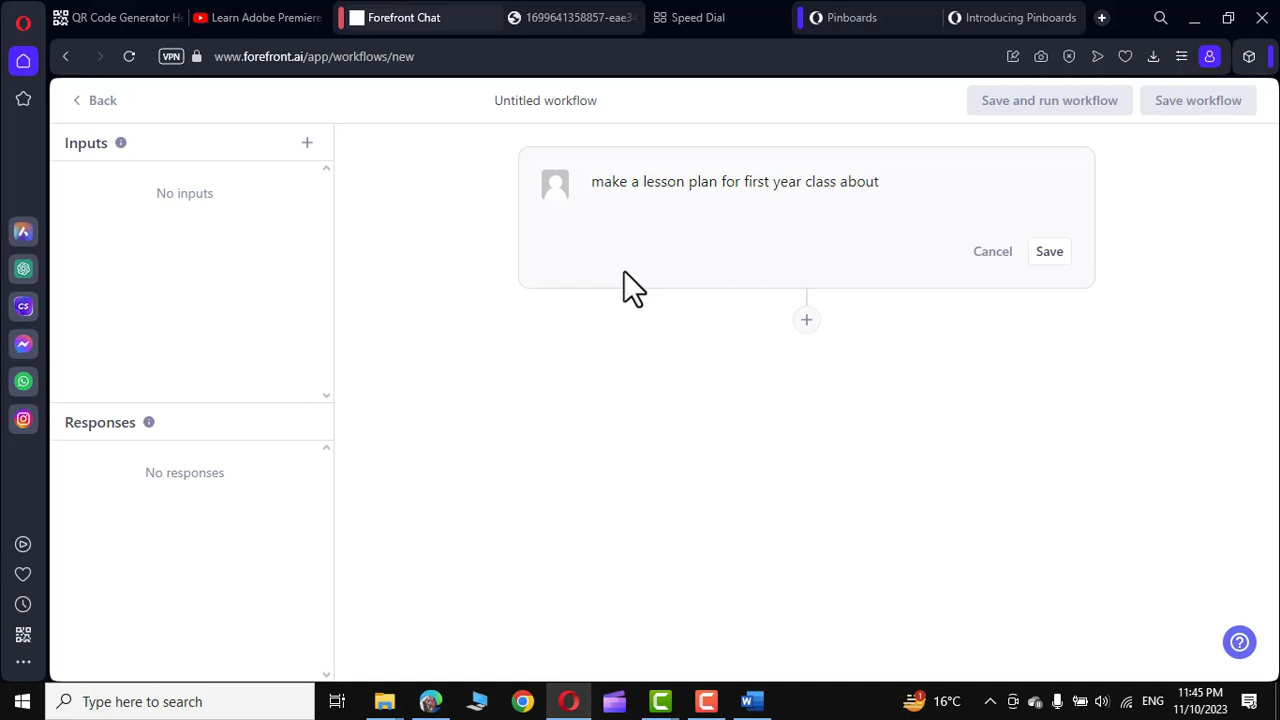 QR Code Generator H
Learn Adobe Premiere
Forefront Chat
1699641358857-eae34
Speed Dial
Pinboards
Introducing Pinboards
VPN
www.forefront.ai/app/workflows/new
Back
Untitled workflow
Save and run workflow
Save workflow
Inputs
No inputs
make a lesson plan for first year class about
Cancel
Save
CS
Responses
No responses
Type here to search
1
16°C
ENG
11:45 PM
11/10/2023